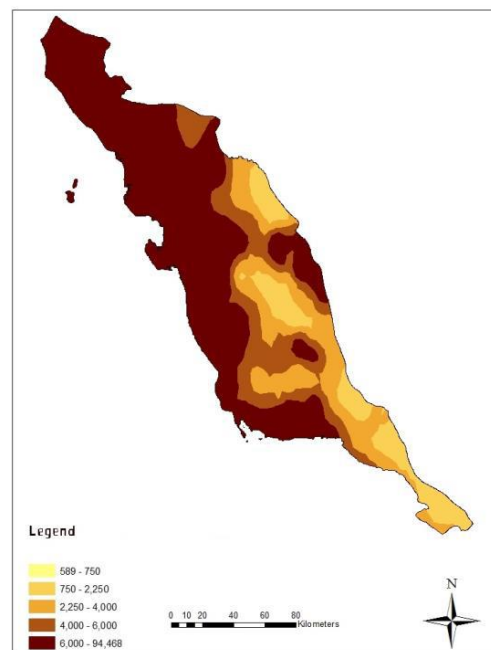 N
Legend
589 - 750
750 - 2,250
2,250 - 4,000
4,000 - 6,000
6,000 - 94,468
0 10 20 40 60 80
Kilometers